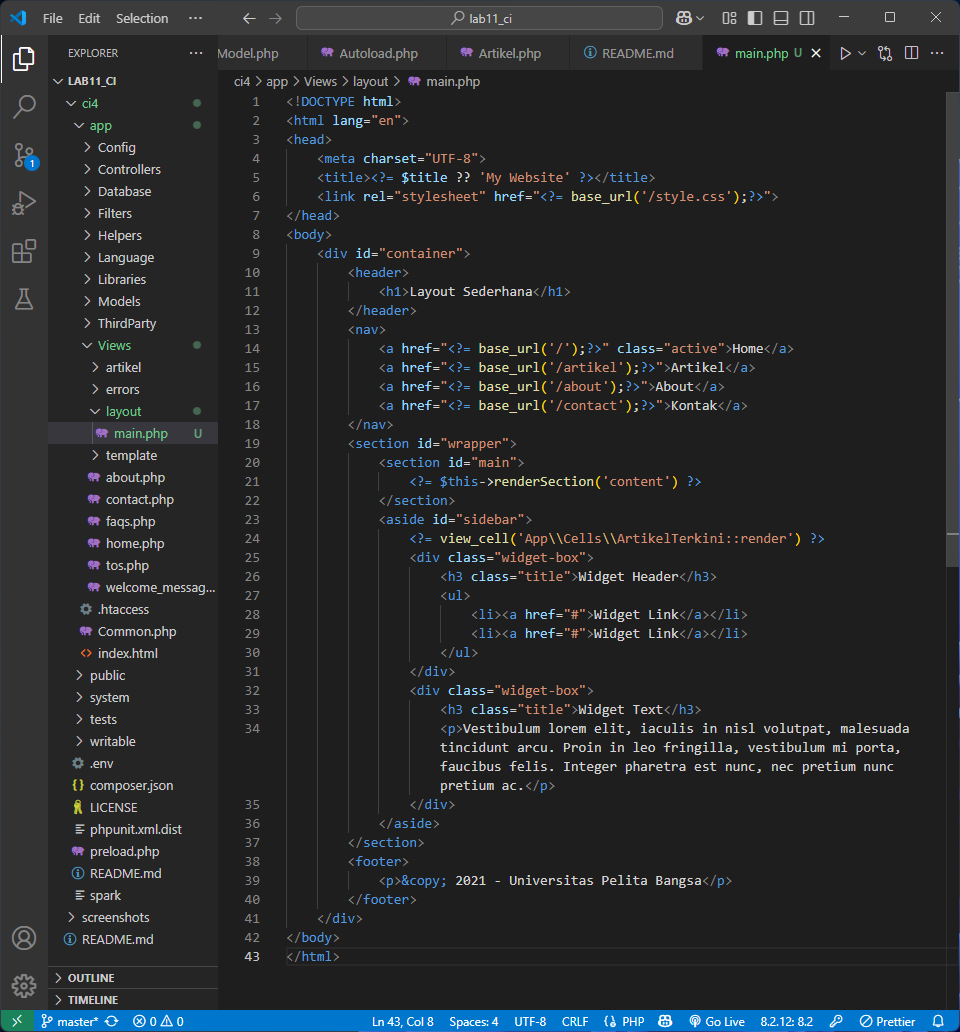 File Edit Selection ··· lab11_ci
EXPLORER ···
LAB11_CI
ci4
app
Config
Controllers
Database
Filters
Helpers
Language
Libraries
Models
ThirdParty
Views
artikel
errors
layout
main.php U
template
about.php
contact.php
faqs.php
home.php
tos.php
welcome_messag...
.htaccess
Common.php
index.html
public
system
tests
writable
.env
composer.json
LICENSE
phpunit.xml.dist
preload.php
README.md
spark
screenshots
README.md
OUTLINE
TIMELINE
1
Model.php Autoload.php Artikel.php README.md main.php U
ci4 > app > Views > layout > main.php
1 <!DOCTYPE html>
2 <html lang="en">
3 <head>
4 <meta charset="UTF-8">
5 <title><?= $title ?? 'My Website' ?></title>
6 <link rel="stylesheet" href="<?= base_url('/style.css');?>">
7 </head>
8 <body>
9 <div id="container">
10 <header>
11 <h1>Layout Sederhana</h1>
12 </header>
13 <nav>
14 <a href="<?= base_url('/');?>" class="active">Home</a>
15 <a href="<?= base_url('/artikel');?>">Artikel</a>
16 <a href="<?= base_url('/about');?>">About</a>
17 <a href="<?= base_url('/contact');?>">Kontak</a>
18 </nav>
19 <section id="wrapper">
20 <section id="main">
21 <?= $this->renderSection('content') ?>
22 </section>
23 <aside id="sidebar">
24 <?= view_cell('App\\Cells\\ArtikelTerkini::render') ?>
25 <div class="widget-box">
26 <h3 class="title">Widget Header</h3>
27 <ul>
28 <li><a href="#">Widget Link</a></li>
29 <li><a href="#">Widget Link</a></li>
30 </ul>
31 </div>
32 <div class="widget-box">
33 <h3 class="title">Widget Text</h3>
34 <p>Vestibulum lorem elit, iaculis in nisl volutpat, malesuada
tincidunt arcu. Proin in leo fringilla, vestibulum mi porta,
faucibus felis. Integer pharetra est nunc, nec pretium nunc
pretium ac.</p>
35 </div>
36 </aside>
37 </section>
38 <footer>
39 <p>&copy; 2021 - Universitas Pelita Bangsa</p>
40 </footer>
41 </div>
42 </body>
43 </html>
master* 0 0 Ln 43, Col 8 Spaces: 4 UTF-8 CRLF {} PHP Go Live 8.2.12: 8.2 Prettier